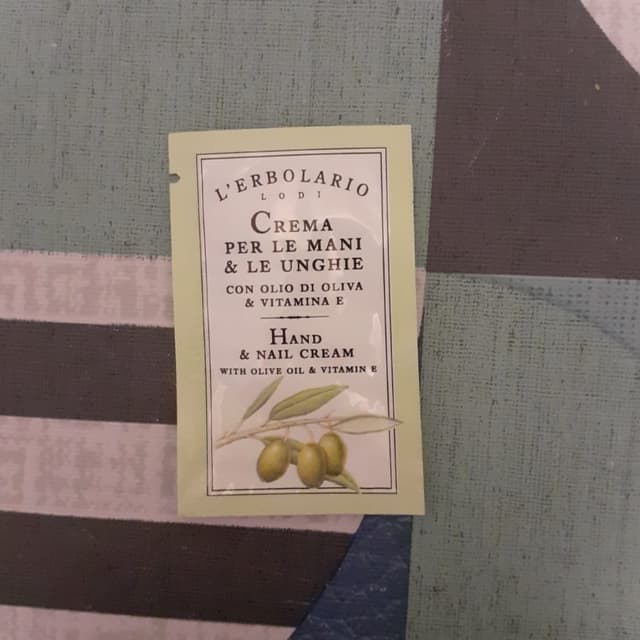 L'ERBOLARIO
LODI
CREMA
PER LE MANI
& LE UNGHIE
CON OLIO DI OLIVA
& VITAMINA E
HAND
& NAIL CREAM
WITH OLIVE OIL & VITAMIN E